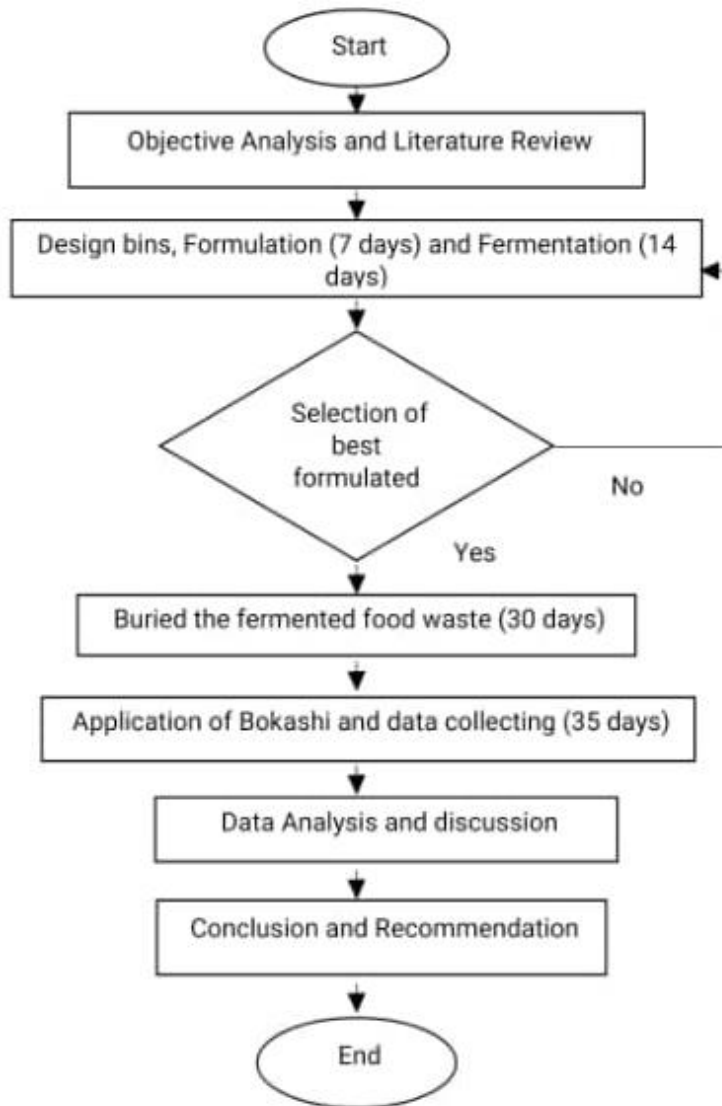 Start
Objective Analysis and Literature Review
Design bins, Formulation (7 days) and Fermentation (14
days)
Selection of
best
formulated
No
Yes
Buried the fermented food waste (30 days)
Application of Bokashi and data collecting (35 days)
Data Analysis and discussion
Conclusion and Recommendation
End